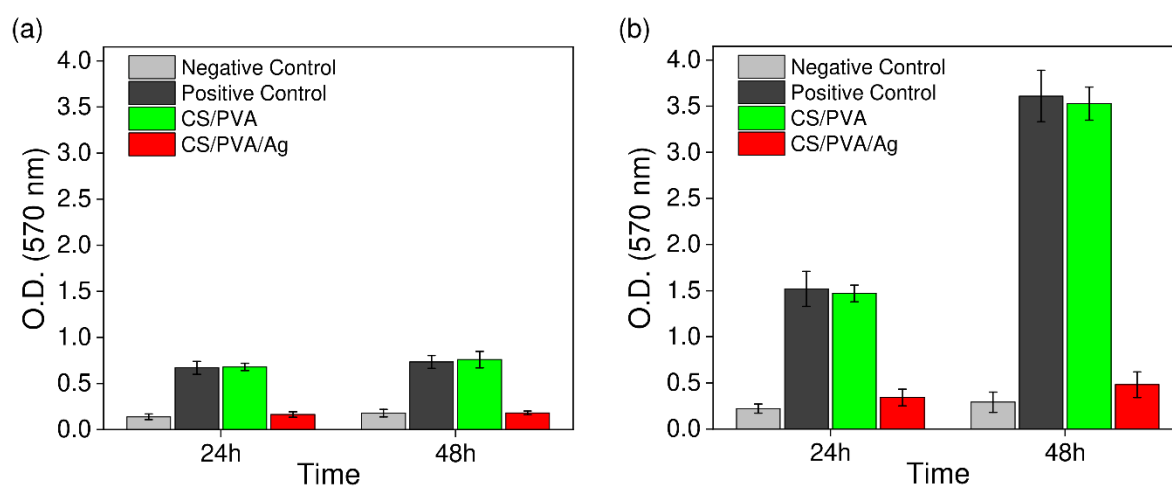 (a)
O.D. (570 nm)
4.0
3.5
3.0
2.5
2.0
1.5
1.0
0.5
0.0
Negative Control
Positive Control
CS/PVA
CS/PVA/Ag
24h
48h
Time
(b)
O.D. (570 nm)
4.0
3.5
3.0
2.5
2.0
1.5
1.0
0.5
0.0
Negative Control
Positive Control
CS/PVA
CS/PVA/Ag
24h
48h
Time